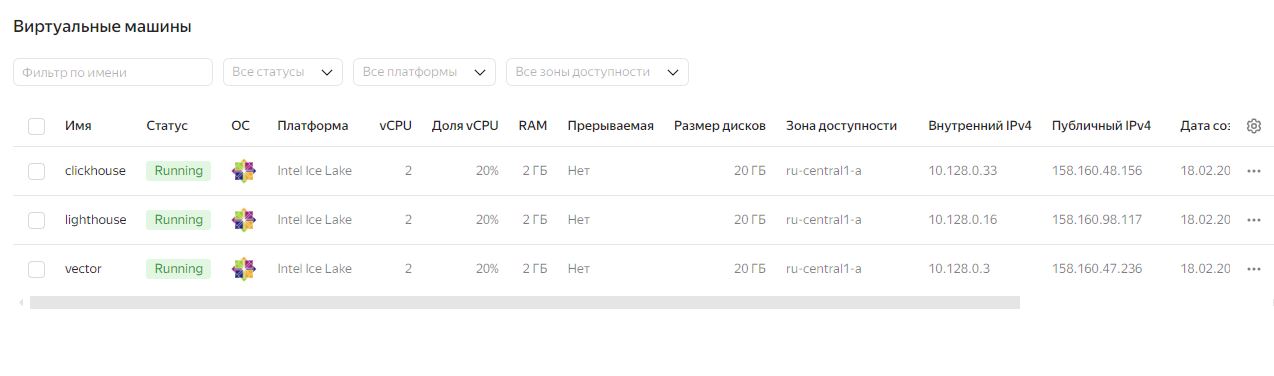 Виртуальные машины
Фильтр по имени Все статусы Все платформы Все зоны доступности
Имя Статус ОС Платформа vCPU Доля vCPU RAM Прерываемая Размер дисков Зона доступности Внутренний IPv4 Публичный IPv4 Дата соз
clickhouse Running Intel Ice Lake 2 20% 2 ГБ Нет 20 ГБ ru-central1-a 10.128.0.33 158.160.48.156 18.02.20
lighthouse Running Intel Ice Lake 2 20% 2 ГБ Нет 20 ГБ ru-central1-a 10.128.0.16 158.160.98.117 18.02.20
vector Running Intel Ice Lake 2 20% 2 ГБ Нет 20 ГБ ru-central1-a 10.128.0.3 158.160.47.236 18.02.20